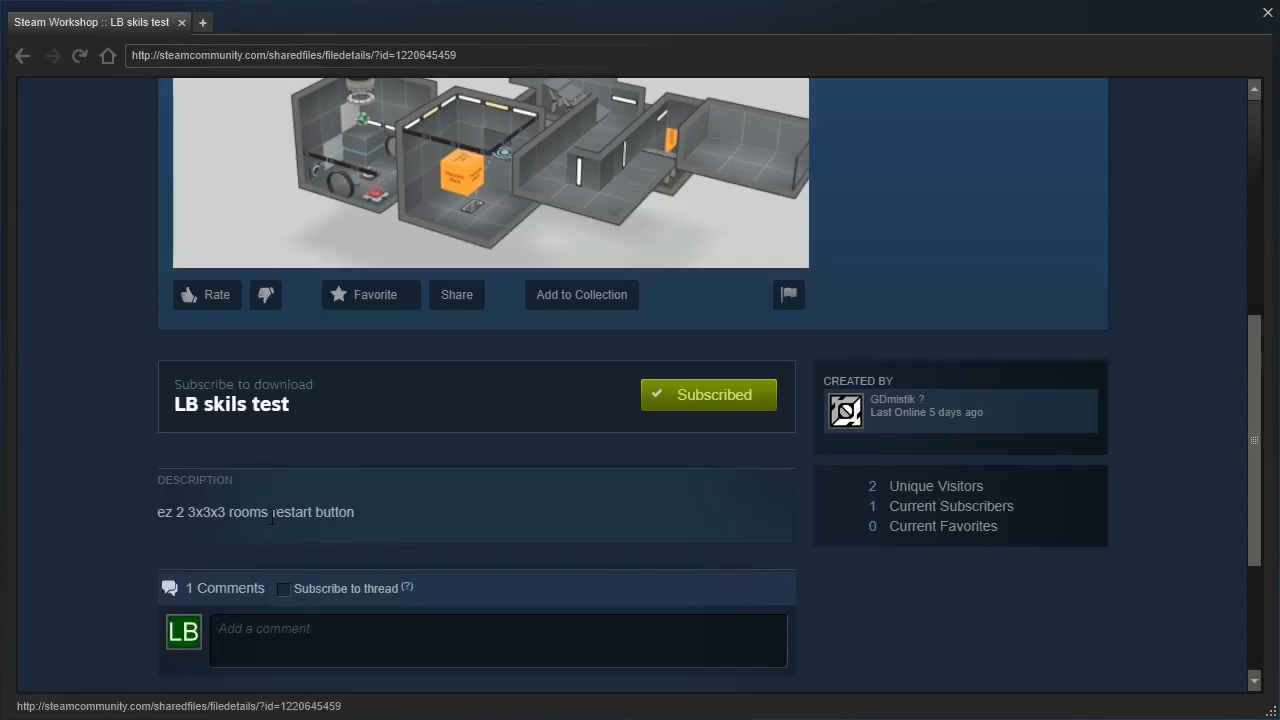 Steam Workshop :: LB skils test
http://steamcommunity.com/sharedfiles/filedetails/?id=1220645459
Rate
Favorite
Share
Add to Collection
Subscribe to download
LB skils test
Subscribed
CREATED BY
GDmistik ?
Last Online 5 days ago
DESCRIPTION
ez 2 3x3x3 rooms restart button
2 Unique Visitors
1 Current Subscribers
0 Current Favorites
1 Comments
Subscribe to thread (?)
LB
Add a comment
http://steamcommunity.com/sharedfiles/filedetails/?id=1220645459